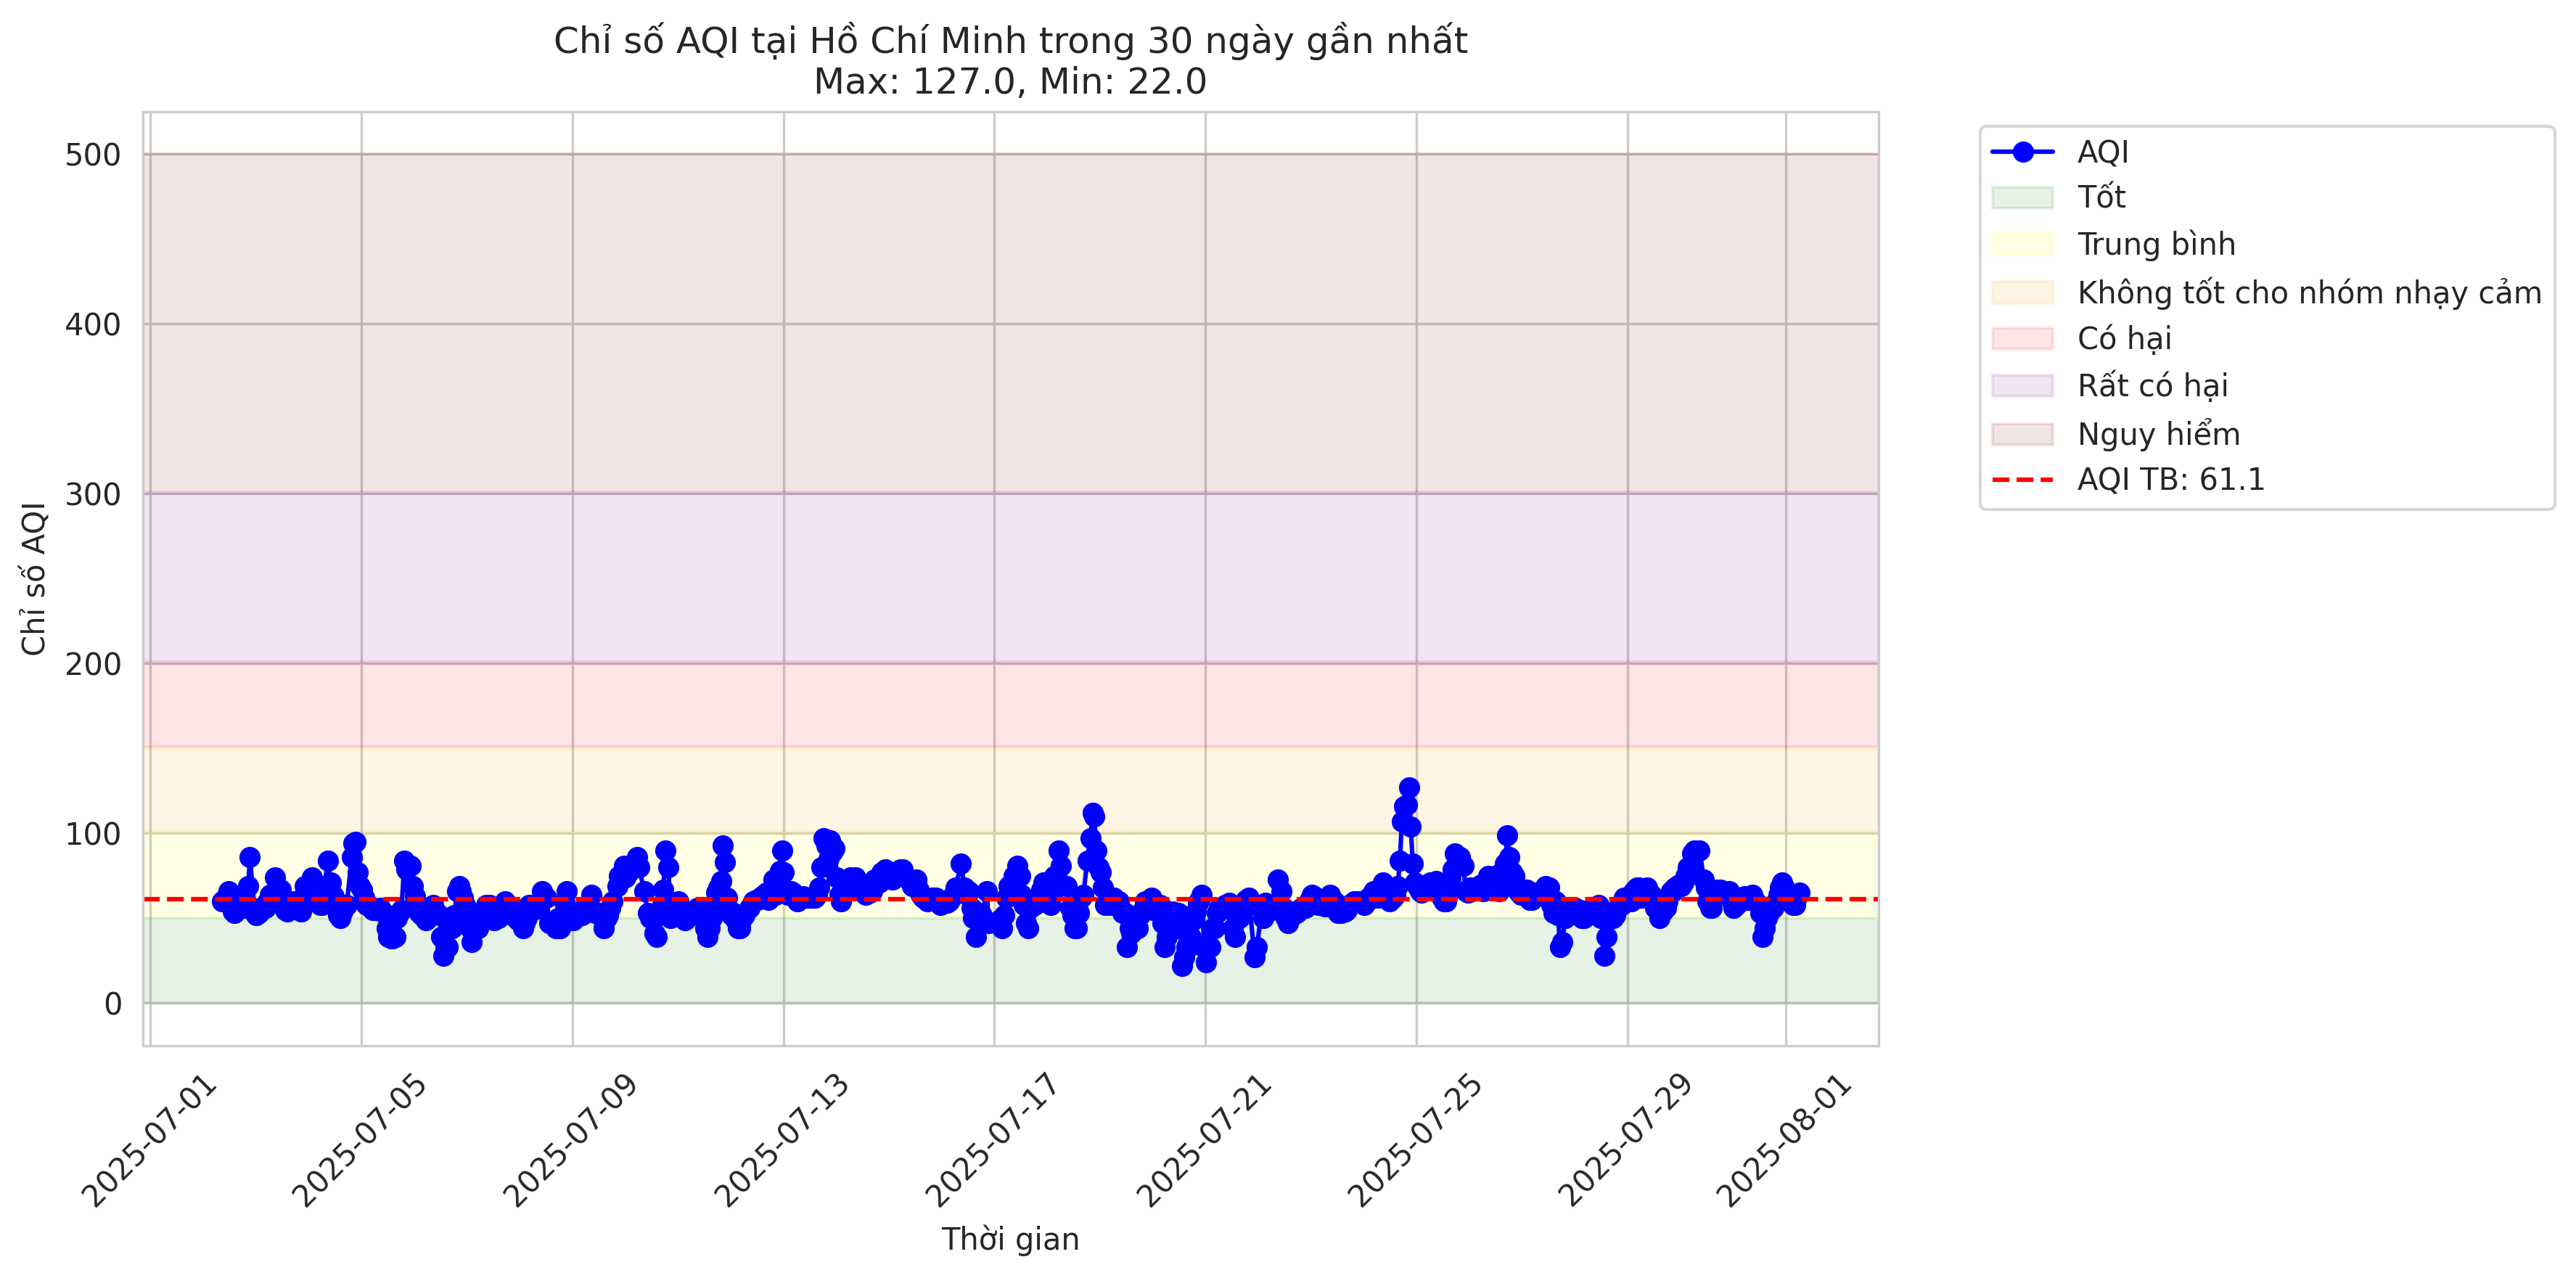 Chỉ số AQI tại Hồ Chí Minh trong 30 ngày gần nhất
Max: 127.0, Min: 22.0
Chỉ số AQI
500
400
300
200
100
0
2025-07-01
2025-07-05
2025-07-09
2025-07-13
2025-07-17
2025-07-21
2025-07-25
2025-07-29
2025-08-01
Thời gian
AQI
Tốt
Trung bình
Không tốt cho nhóm nhạy cảm
Có hại
Rất có hại
Nguy hiểm
AQI TB: 61.1